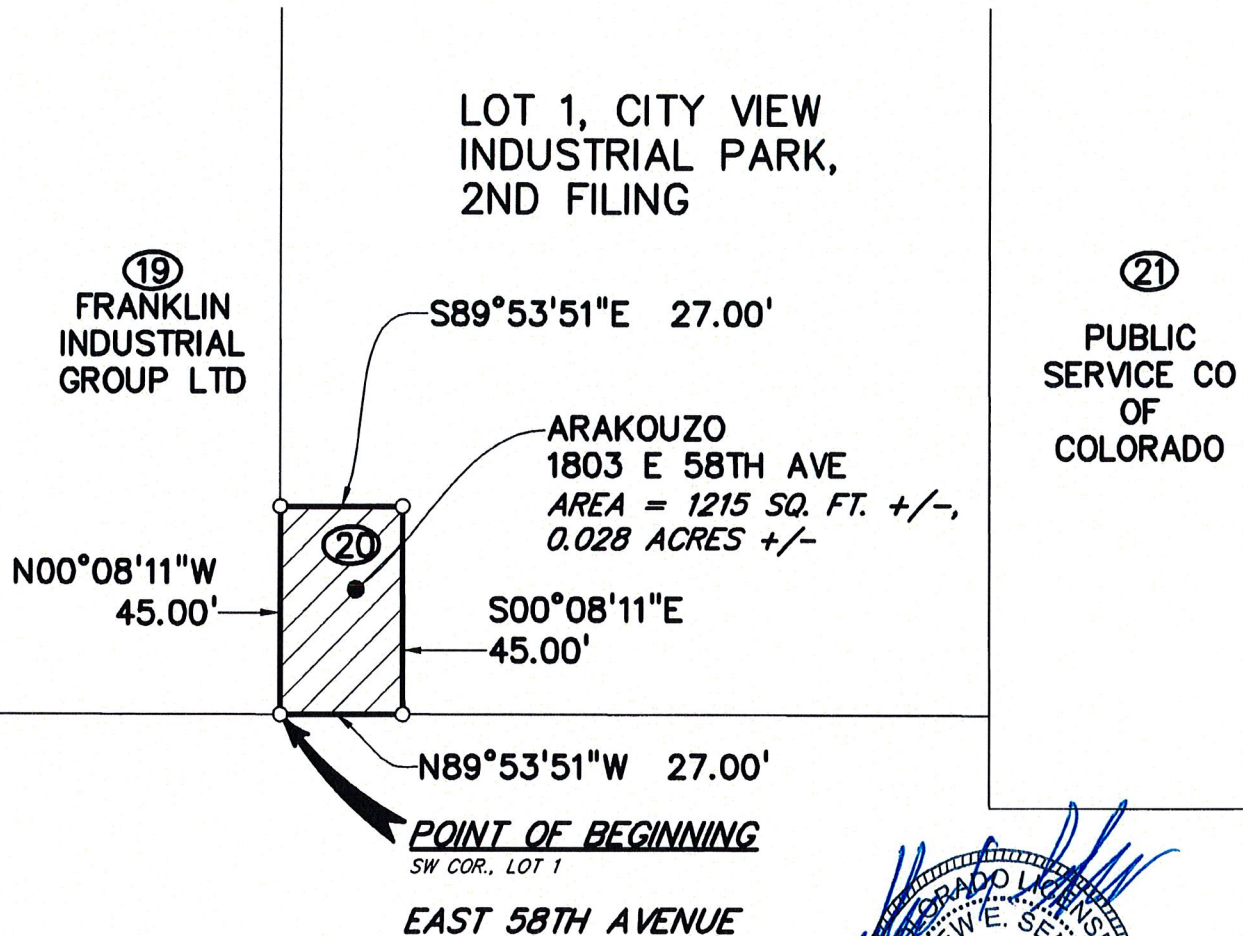 LOT 1, CITY VIEW
INDUSTRIAL PARK,
2ND FILING
19
FRANKLIN
INDUSTRIAL
GROUP LTD
S89°53'51"E 27.00'
21
PUBLIC
SERVICE CO
OF
COLORADO
ARAKOUZO
1803 E 58TH AVE
AREA = 1215 SQ. FT. +/-,
0.028 ACRES +/-
20
N00°08'11"W
45.00'
S00°08'11"E
45.00'
N89°53'51"W 27.00'
POINT OF BEGINNING
SW COR., LOT 1
EAST 58TH AVENUE